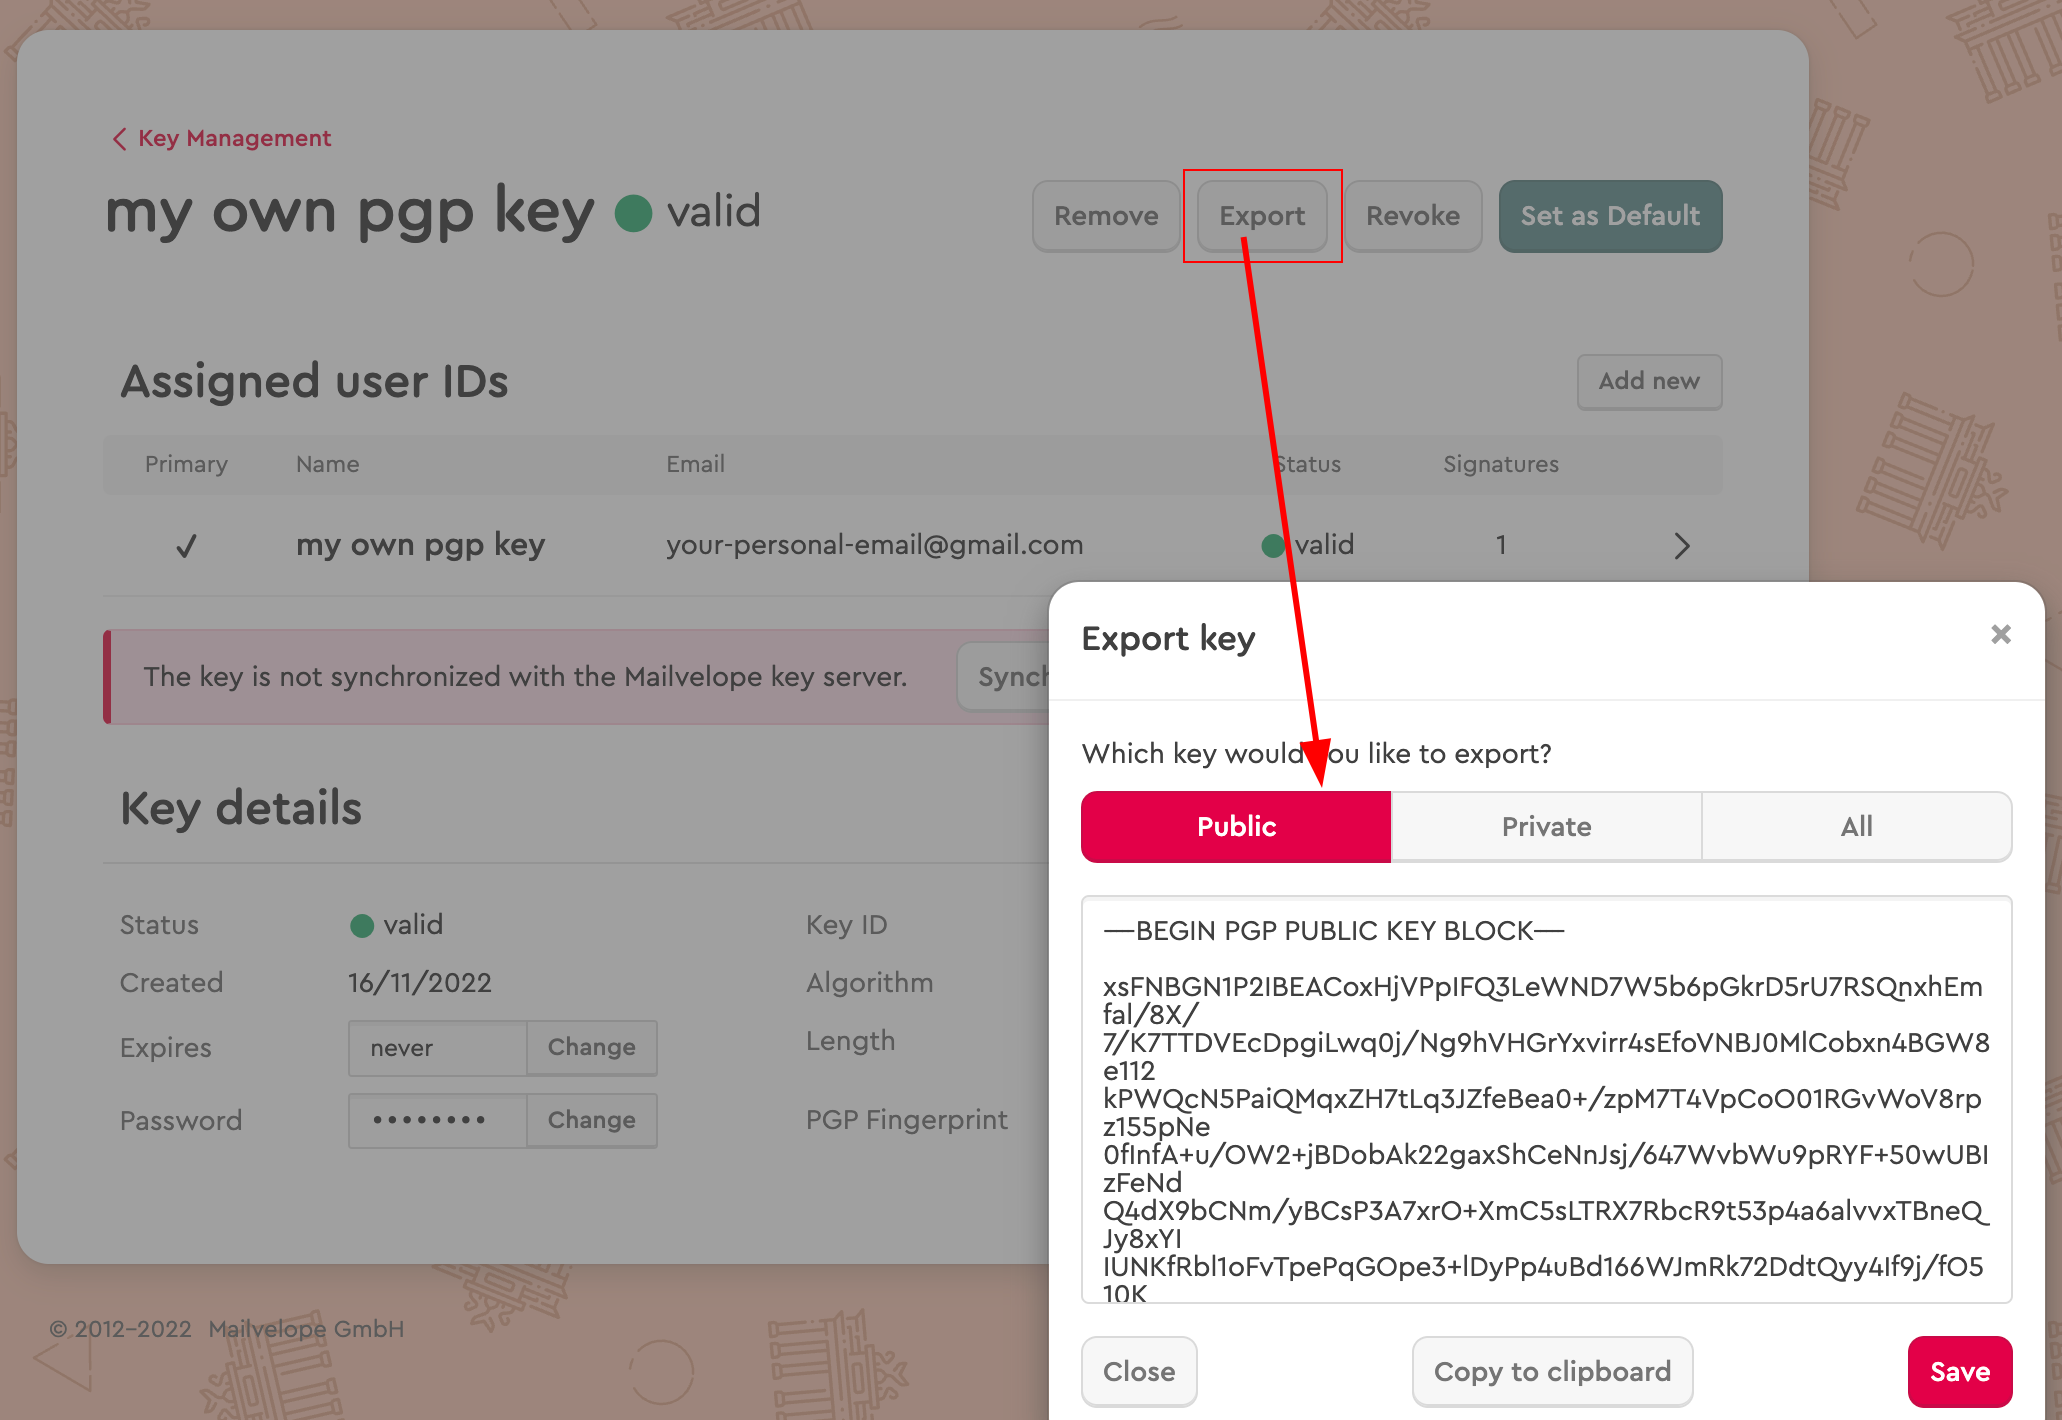 Key Management
my own pgp key valid
Remove Export Revoke Set as Default
Assigned user IDs Add new
Primary Name Email Status Signatures
my own pgp key your-personal-email@gmail.com valid 1
The key is not synchronized with the Mailvelope key server.
Key details
Status valid Key ID
Created 16/11/2022 Algorithm
Expires never Change Length
Password Change PGP Fingerprint
© 2012–2022 Mailvelope GmbH
Export key
Which key would you like to export?
Public Private All
-----BEGIN PGP PUBLIC KEY BLOCK-----
xsFNBGN1P2IBEACoxHjVPpIFQ3LeWND7W5b6pGkrD5rU7RSQnxhEm
fal/8X/
7/K7TTDVEcDpgiLwq0j/Ng9hVHGrYxvirr4sEfoVNBJ0MlCobxn4BGW8
e112
kPWQcN5PaiQMqxZH7tLq3JZfeBea0+/zpM7T4VpCoO01RGvWoV8rp
z155pNe
0fInfA+u/OW2+jBDobAk22gaxShCeNnJsj/647WvbWu9pRYF+50wUBI
zFeNd
Q4dX9bCNm/yBCsP3A7xrO+XmC5sLTRX7RbcR9t53p4a6alvvxTBneQ
Jy8xYI
IUNKfRbl1oFvTpePqGOpe3+lDyPp4uBd166WJmRk72DdtQyy4If9j/fO5
10K
Close Copy to clipboard Save